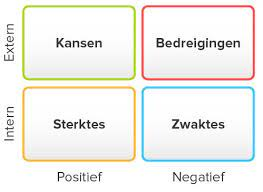 Extern
Kansen
Bedreigingen
Intern
Sterktes
Zwaktes
Positief
Negatief